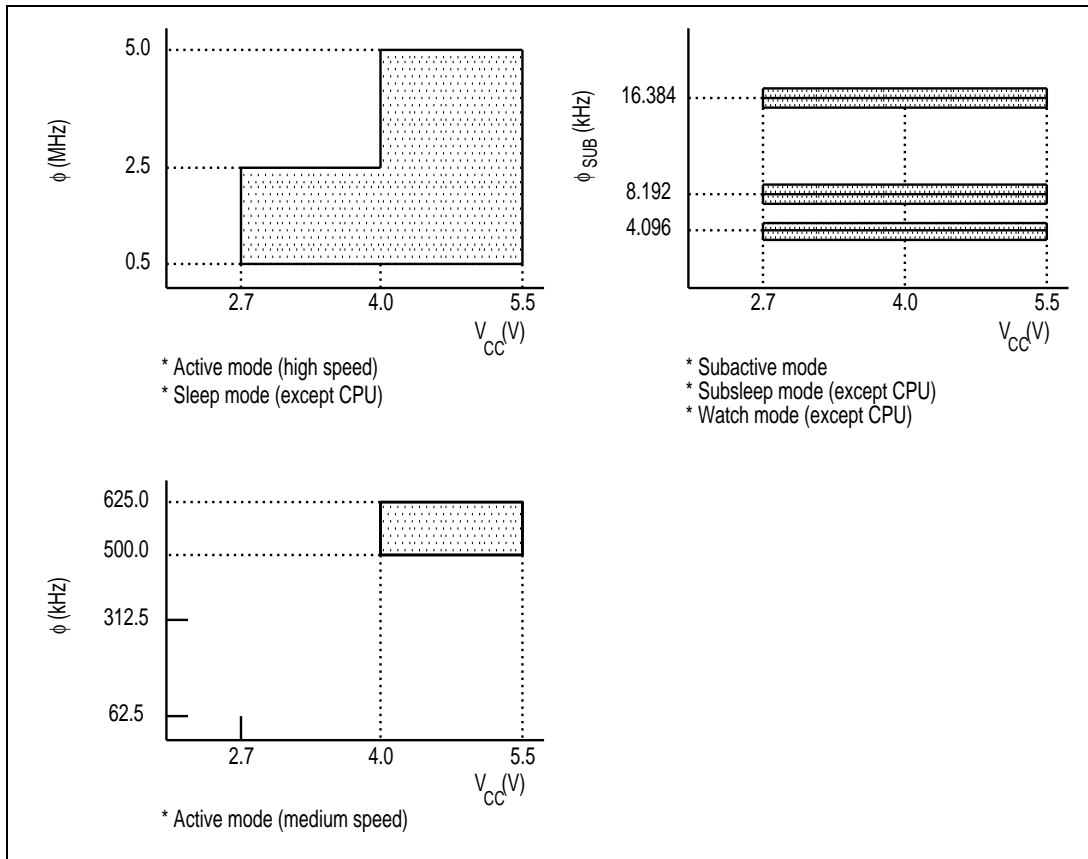 5.0
2.5
0.5
ϕ (MHz)
2.7 4.0 5.5
VCC(V)
* Active mode (high speed)
* Sleep mode (except CPU)
16.384
8.192
4.096
ϕ SUB (kHz)
2.7 4.0 5.5
VCC(V)
* Subactive mode
* Subsleep mode (except CPU)
* Watch mode (except CPU)
625.0
500.0
312.5
62.5
ϕ (kHz)
2.7 4.0 5.5
VCC(V)
* Active mode (medium speed)